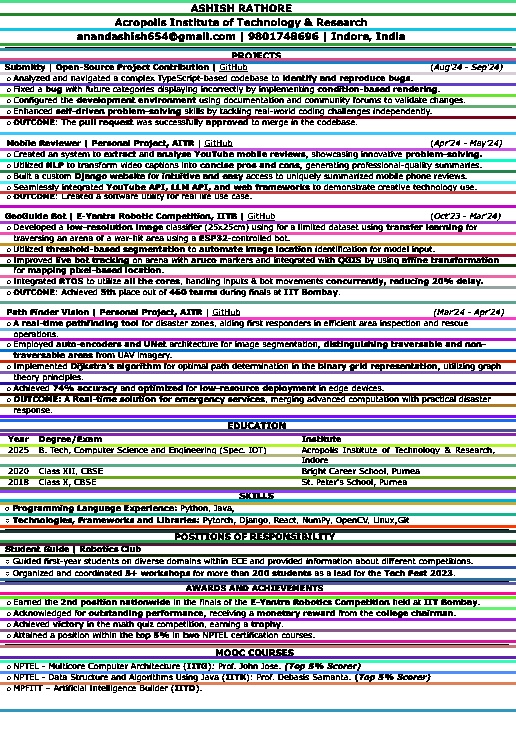 ASHISH RATHORE
Acropolis Institute of Technology & Research
anandashish654@gmail.com | 9801748696 | Indore, India
PROJECTS
Submitty | Open-Source Project Contribution | GitHub (Aug'24 - Sep'24)
o Analyzed and navigated a complex TypeScript-based codebase to identify and reproduce bugs.
o Fixed a bug with future categories displaying incorrectly by implementing condition-based rendering.
o Configured the development environment using documentation and community forums to validate changes.
o Enhanced self-driven problem-solving skills by tackling real-world coding challenges independently.
o OUTCOME: The pull request was successfully approved to merge in the codebase.
Mobile Reviewer | Personal Project, AITR | GitHub (Apr'24 - May'24)
o Created an system to extract and analyse YouTube mobile reviews, showcasing innovative problem-solving.
o Utilized NLP to transform video captions into concise pros and cons, generating professional-quality summaries.
o Built a custom Django website for intuitive and easy access to uniquely summarized mobile phone reviews.
o Seamlessly integrated YouTube API, LLM API, and web frameworks to demonstrate creative technology use.
o OUTCOME: Created a software utility for real life use case.
GeoGuide Bot | E-Yantra Robotic Competition, IITB | GitHub (Oct'23 - Mar'24)
o Developed a low-resolution image classifier (25x25cm) using for a limited dataset using transfer learning for
traversing an arena of a war-hit area using a ESP32-controlled bot.
o Utilized threshold-based segmentation to automate image location identification for model input.
o Improved live bot tracking on arena with aruco markers and integrated with QGIS by using affine transformation
for mapping pixel-based location.
o Integrated RTOS to utilize all the cores, handling inputs & bot movements concurrently, reducing 20% delay.
o OUTCOME: Achieved 5th place out of 460 teams during finals at IIT Bombay.
Path Finder Vision | Personal Project, AITR | GitHub (Mar'24 - Apr'24)
o A real-time pathfinding tool for disaster zones, aiding first responders in efficient area inspection and rescue
operations.
o Employed auto-encoders and UNet architecture for image segmentation, distinguishing traversable and non-
traversable areas from UAV imagery.
o Implemented Dijkstra's algorithm for optimal path determination in the binary grid representation, utilizing graph
theory principles.
o Achieved 74% accuracy and optimized for low-resource deployment in edge devices.
o OUTCOME: A Real-time solution for emergency services, merging advanced computation with practical disaster
response.
EDUCATION
Year Degree/Exam Institute
2025 B. Tech, Computer Science and Engineering (Spec. IOT) Acropolis Institute of Technology & Research,
Indore
2020 Class XII, CBSE Bright Career School, Purnea
2018 Class X, CBSE St. Peter's School, Purnea
SKILLS
o Programming Language Experience: Python, Java,
o Technologies, Frameworks and Libraries: Pytorch, Django, React, NumPy, OpenCV, Linux,Git
POSITIONS OF RESPONSIBILITY
Student Guide | Robotics Club
o Guided first-year students on diverse domains within ECE and provided information about different competitions.
o Organized and coordinated 5+ workshops for more than 200 students as a lead for the Tech Fest 2023.
AWARDS AND ACHIEVEMENTS
o Earned the 2nd position nationwide in the finals of the E-Yantra Robotics Competition held at IIT Bombay.
o Acknowledged for outstanding performance, receiving a monetary reward from the college chairman.
o Achieved victory in the math quiz competition, earning a trophy.
o Attained a position within the top 5% in two NPTEL certification courses.
MOOC COURSES
o NPTEL - Multicore Computer Architecture (IITG): Prof. John Jose. (Top 5% Scorer)
o NPTEL - Data Structure and Algorithms Using Java (IITK): Prof. Debasis Samanta. (Top 5% Scorer)
o MPFITT - Artificial Intelligence Builder (IITD).